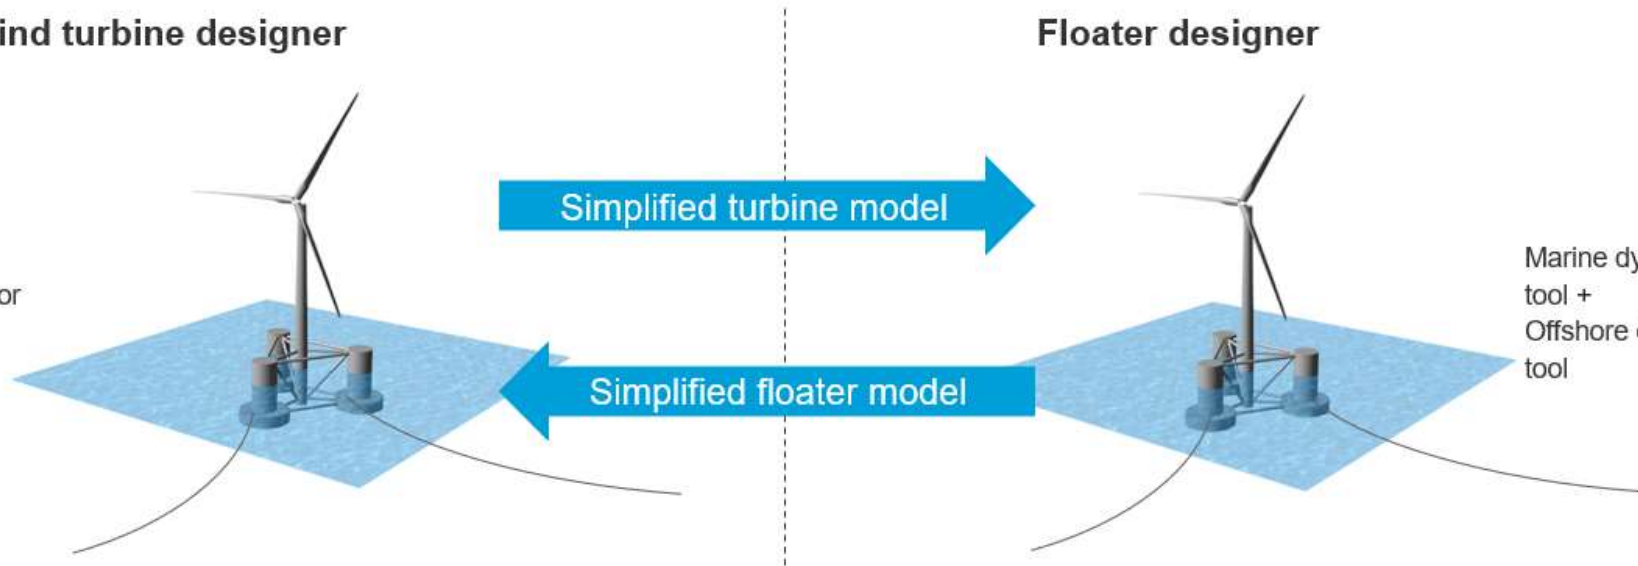 ind turbine designer
Floater designer
Simplified turbine model
Marine dy
or
tool +
Offshore
tool
Simplified floater model